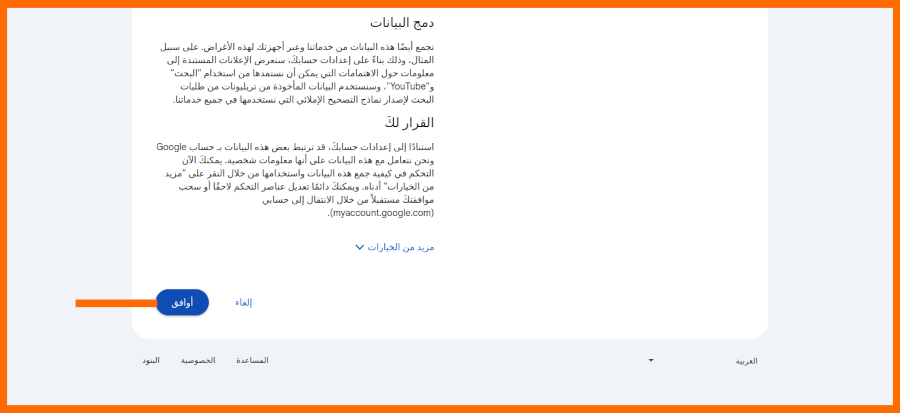 دمج البيانات
نجمع أيضًا هذه البيانات من خدماتنا وعبر أجهزتك لهذه الأغراض. على سبيل
المثال، وذلك بناءً على إعدادات حسابكَ، سنعرض الإعلانات المستندة إلى
معلومات حول الاهتمامات التي يمكن أن نستمدها من استخدام "البحث"
و"YouTube"، وسنستخدم البيانات المأخوذة من تريليونات من طلبات
البحث لإصدار نماذج التصحيح الإملائي التي نستخدمها في جميع خدماتنا.
القرار لكَ
استنادًا إلى إعدادات حسابكَ، قد ترتبط بعض هذه البيانات بـ حساب Google
ونحن نتعامل مع هذه البيانات على أنها معلومات شخصية. يمكنكَ الآن
التحكم في كيفية جمع هذه البيانات واستخدامها من خلال النقر على "مزيد
من الخيارات" أدناه. ويمكنكَ دائمًا تعديل عناصر التحكم لاحقًا أو سحب
موافقتكَ مستقبلاً من خلال الانتقال إلى حسابي
(myaccount.google.com).
مزيد من الخيارات
إلغاء
أوافق
العربية
المساعدة
الخصوصية
البنود